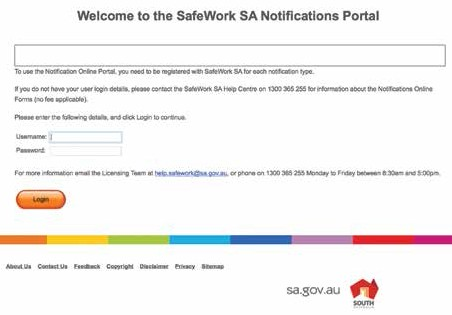 Welcome to the SafeWork SA Notifications Portal
To use the Notification Online Portal, you need to be registered with SafeWork SA for each notification type.
If you do not have your user login details, please contact the SafeWork SA Help Centre on 1300 365 255 for information about the Notifications Online
Forms (no fee applicable).
Please enter the following details, and click Login to continue.
Username:
Password:
For more information email the Licensing Team at help.safework@sa.gov.au, or phone on 1300 365 255 Monday to Friday between 8:30am and 5:00pm.
Login
About Us Contact Us Feedback Copyright Disclaimer Privacy Sitemap
sa.gov.au
SOUTH